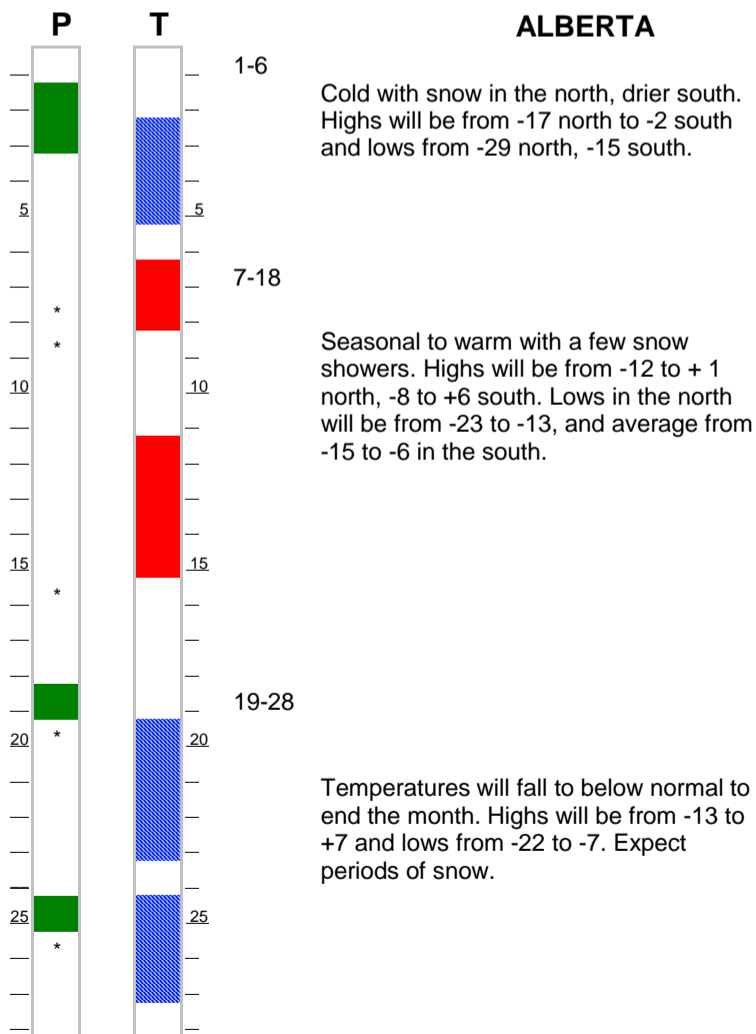 P T ALBERTA
1-6
Cold with snow in the north, drier south.
Highs will be from -17 north to -2 south
and lows from -29 north, -15 south.
5 5
7-18
*
*
Seasonal to warm with a few snow
showers. Highs will be from -12 to + 1
north, -8 to +6 south. Lows in the north
will be from -23 to -13, and average from
-15 to -6 in the south.
10 10
15 15
*
19-28
20 * 20
Temperatures will fall to below normal to
end the month. Highs will be from -13 to
+7 and lows from -22 to -7. Expect
periods of snow.
25 25
*